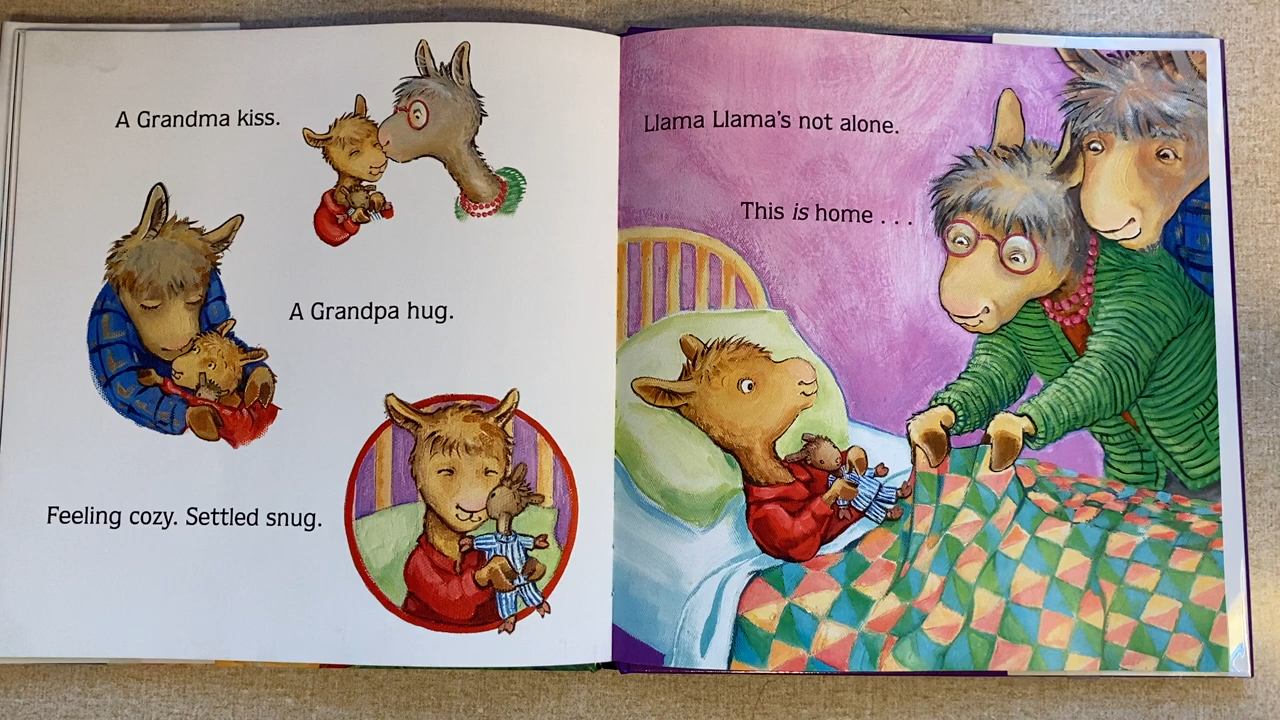 A Grandma kiss.
A Grandpa hug.
Feeling cozy. Settled snug.
Llama Llama's not alone.
This is home . . .